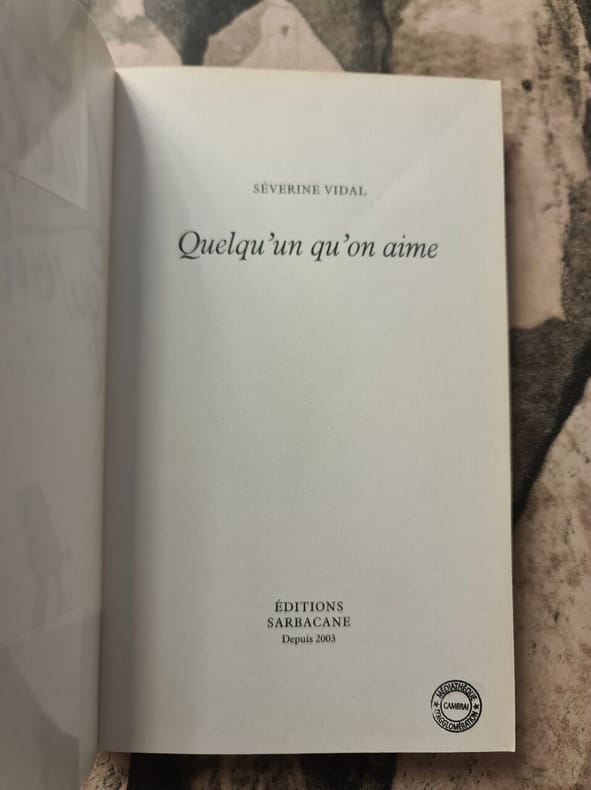 SÉVERINE VIDAL
Quelqu'un qu'on aime
ÉDITIONS
SARBACANE
Depuis 2003
MÉDIATHÈQUE
CAMBRAI
D'AGGLOMÉRATION